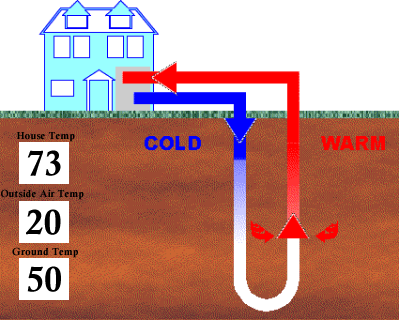 COLD
WARM
House Temp
73
Outside Air Temp
20
Ground Temp
50